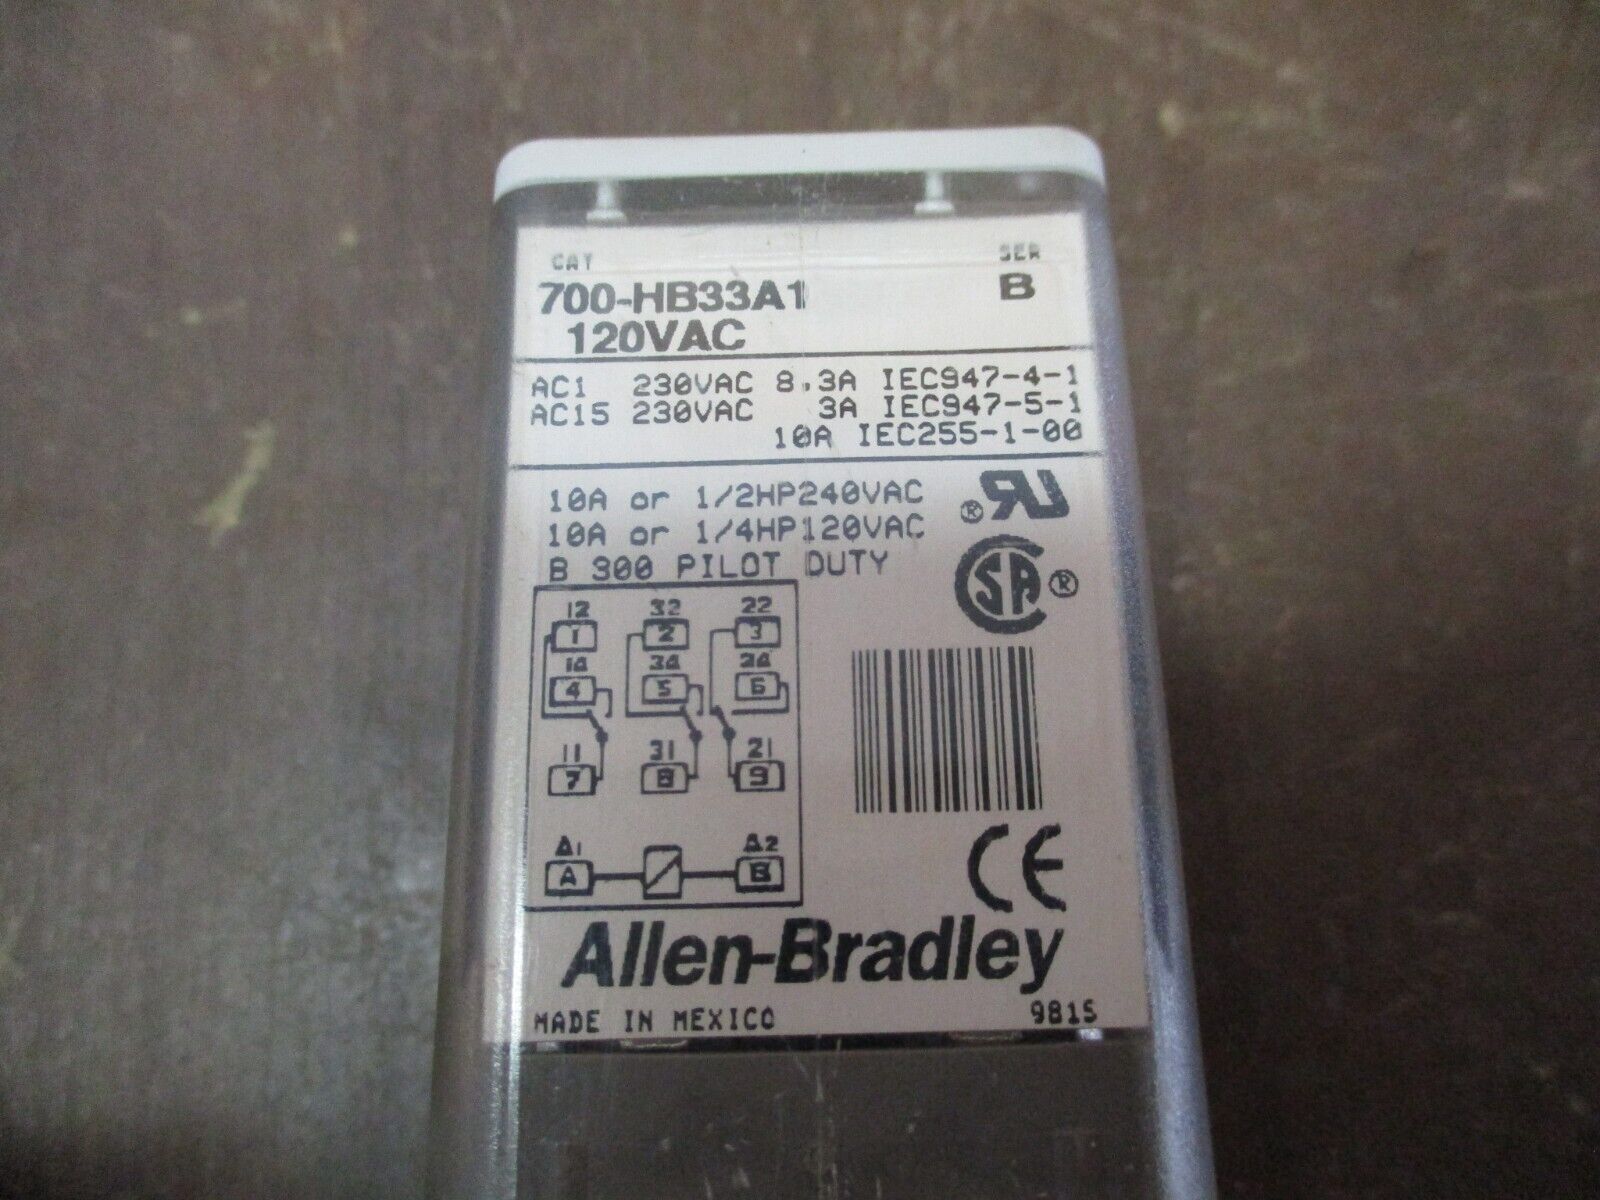 CAT SER
700-HB33A1 B
120VAC
AC1 230VAC 8.3A IEC947-4-1
AC15 230VAC 3A IEC947-5-1
10A IEC255-1-00
10A or 1/2HP240VAC
10A or 1/4HP120VAC
B 300 PILOT DUTY
RU ®
CSA ®
12 32 22
1 2 3
14 34 24
4 5 6
11 31 21
7 8 9
A1 A2
A B
CE
Allen-Bradley
MADE IN MEXICO 981S